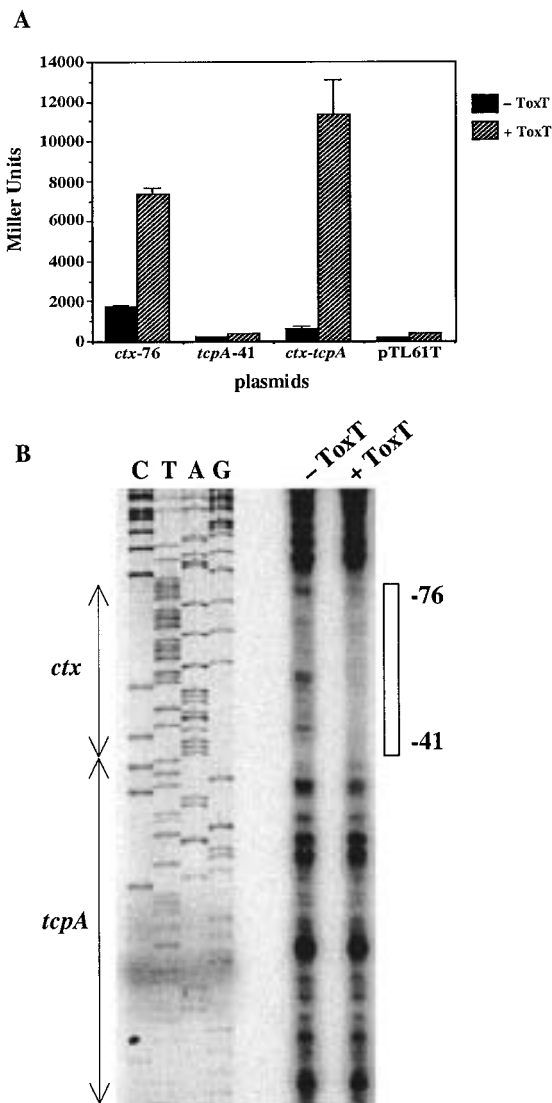 A
14000
12000
10000
8000
6000
4000
2000
0
Miller Units
ctx-76
tcpA-41
ctx-tcpA
pTL61T
plasmids
– ToxT
+ ToxT
B
C T A G
– ToxT
+ ToxT
ctx
tcpA
-76
-41